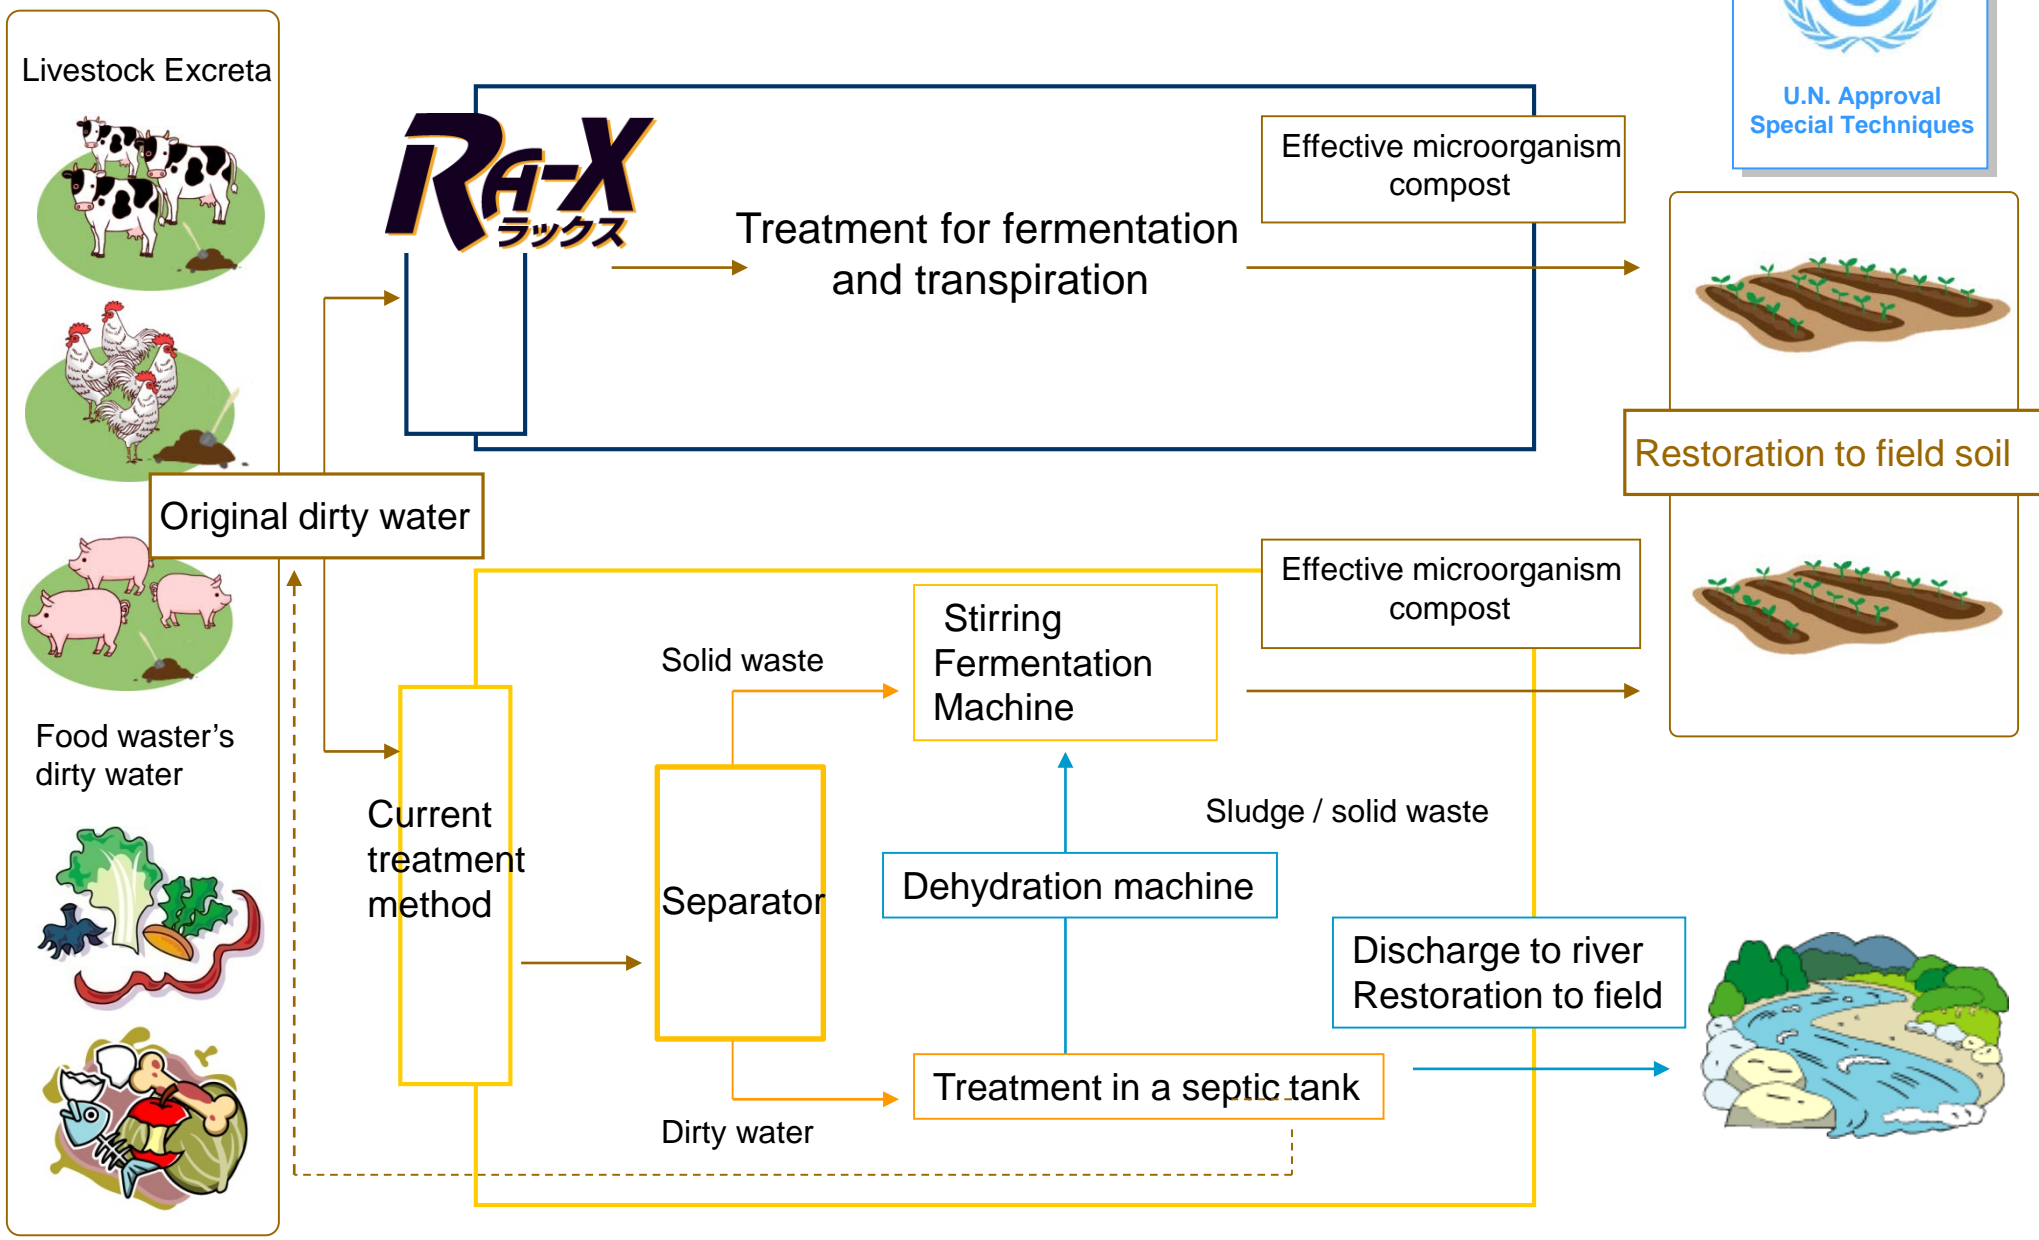 Livestock Excreta
U.N. Approval
Special Techniques
RA-X
ラックス
Effective microorganism
compost
Treatment for fermentation
and transpiration
Restoration to field soil
Original dirty water
Effective microorganism
compost
Stirring
Fermentation
Machine
Solid waste
Food waster’s
dirty water
Current
treatment
method
Sludge / solid waste
Separator
Dehydration machine
Discharge to river
Restoration to field
Treatment in a septic tank
Dirty water